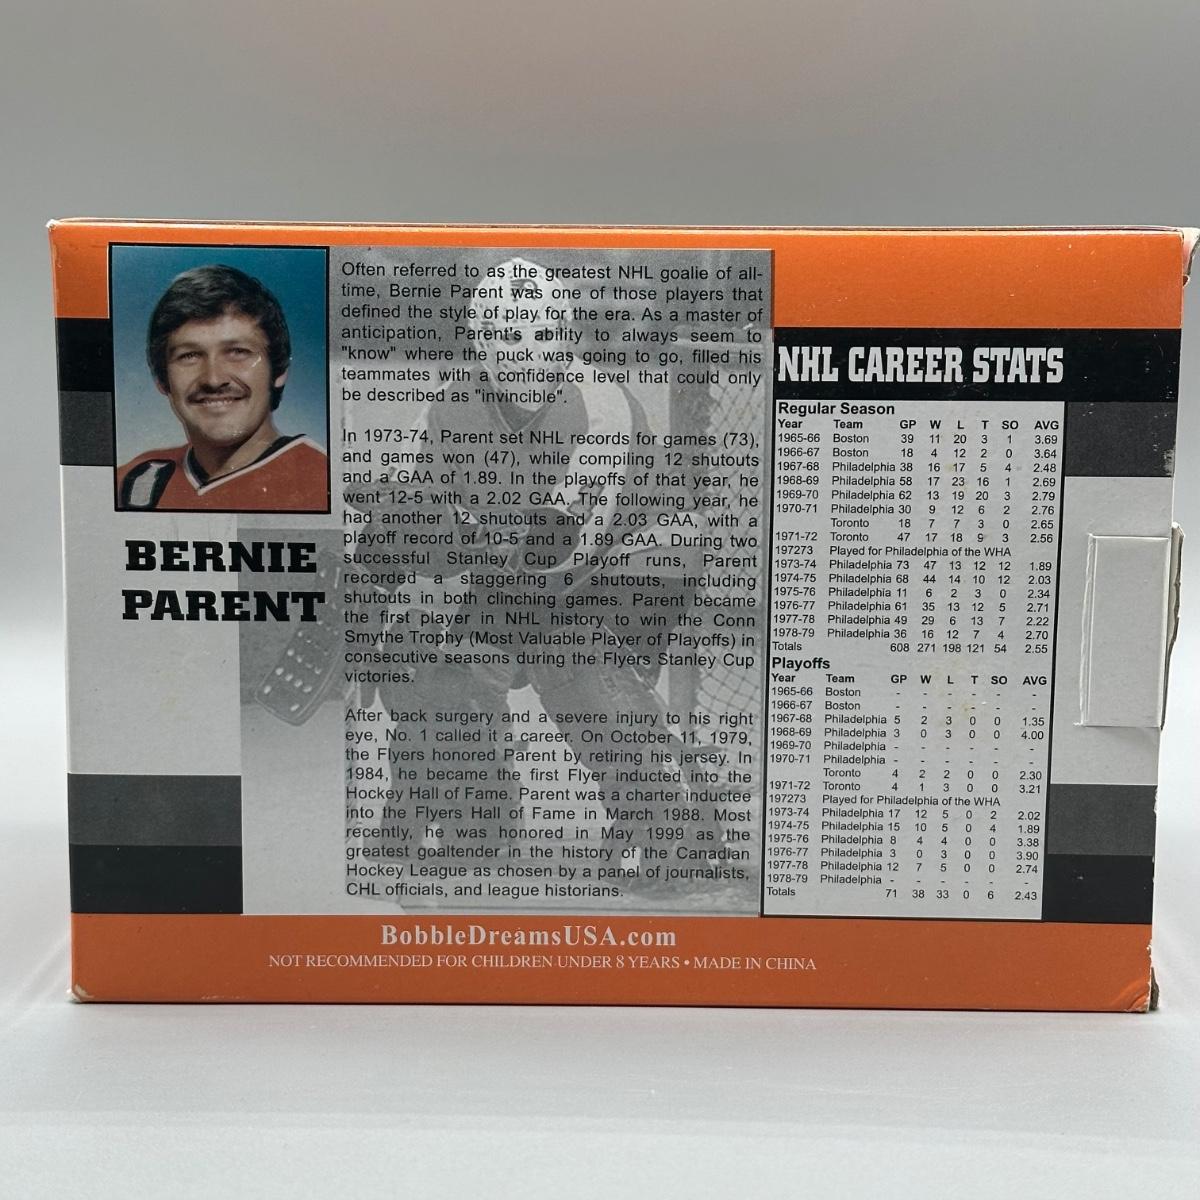 BERNIE
PARENT
Often referred to as the greatest NHL goalie of all-
time, Bernie Parent was one of those players that
defined the style of play for the era. As a master of
anticipation, Parent's ability to always seem to
"know" where the puck was going to go, filled his
teammates with a confidence level that could only
be described as "invincible".
In 1973-74, Parent set NHL records for games (73),
and games won (47), while compiling 12 shutouts
and a GAA of 1.89. In the playoffs of that year, he
went 12-5 with a 2.02 GAA. The following year, he
had another 12 shutouts and a 2.03 GAA, with a
playoff record of 10-5 and a 1.89 GAA. During two
successful Stanley Cup Playoff runs, Parent
recorded a staggering 6 shutouts, including
shutouts in both clinching games. Parent became
the first player in NHL history to win the Conn
Smythe Trophy (Most Valuable Player of Playoffs) in
consecutive seasons during the Flyers Stanley Cup
victories.
After back surgery and a severe injury to his right
eye, No. 1 called it a career. On October 11, 1979,
the Flyers honored Parent by retiring his jersey. In
1984, he became the first Flyer inducted into the
Hockey Hall of Fame. Parent was a charter inductee
into the Flyers Hall of Fame in March 1988. Most
recently, he was honored in May 1999 as the
greatest goaltender in the history of the Canadian
Hockey League as chosen by a panel of journalists,
CHL officials, and league historians.
NHL CAREER STATS
Regular Season
Year Team GP W L T SO AVG
1965-66 Boston 39 11 20 3 1 3.69
1966-67 Boston 18 4 12 2 0 3.64
1967-68 Philadelphia 38 16 17 5 4 2.48
1968-69 Philadelphia 58 17 23 16 1 2.69
1969-70 Philadelphia 62 13 19 20 3 2.79
1970-71 Philadelphia 30 9 12 6 2 2.76
Toronto 18 7 7 3 0 2.65
1971-72 Toronto 47 17 18 9 3 2.56
197273 Played for Philadelphia of the WHA
1973-74 Philadelphia 73 47 13 12 12 1.89
1974-75 Philadelphia 68 44 14 10 12 2.03
1975-76 Philadelphia 11 6 2 3 0 2.34
1976-77 Philadelphia 61 35 13 12 5 2.71
1977-78 Philadelphia 49 29 6 13 7 2.22
1978-79 Philadelphia 36 16 12 7 4 2.70
Totals 608 271 198 121 54 2.55
Playoffs
Year Team GP W L T SO AVG
1965-66 Boston - - - - - -
1966-67 Boston - - - - - -
1967-68 Philadelphia 5 2 3 0 0 1.35
1968-69 Philadelphia 3 0 3 0 0 4.00
1969-70 Philadelphia - - - - - -
1970-71 Philadelphia - - - - - -
Toronto 4 2 2 0 0 2.30
1971-72 Toronto 4 1 3 0 0 3.21
197273 Played for Philadelphia of the WHA
1973-74 Philadelphia 17 12 5 0 2 2.02
1974-75 Philadelphia 15 10 5 0 4 1.89
1975-76 Philadelphia 8 4 4 0 0 3.38
1976-77 Philadelphia 3 0 3 0 0 3.90
1977-78 Philadelphia 12 7 5 0 0 2.74
1978-79 Philadelphia - - - - - -
Totals 71 38 33 0 6 2.43
BobbleDreamsUSA.com
NOT RECOMMENDED FOR CHILDREN UNDER 8 YEARS • MADE IN CHINA